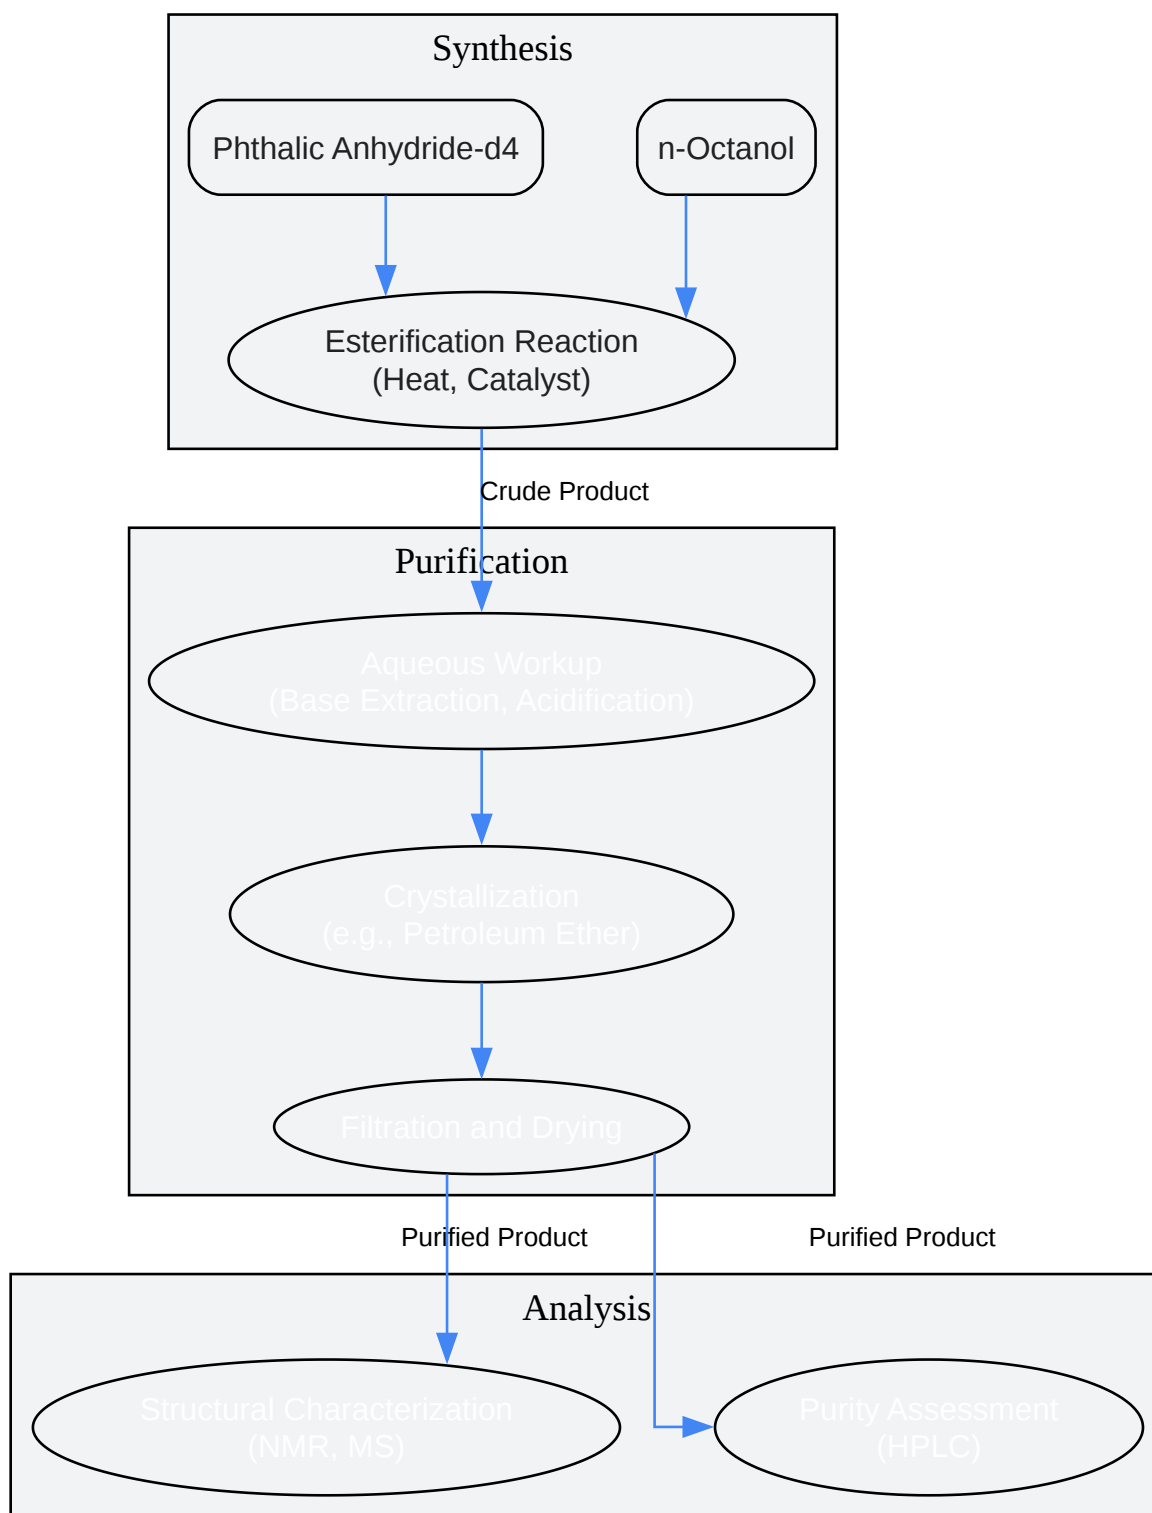 Synthesis
Phthalic Anhydride-d4
n-Octanol
Esterification Reaction
(Heat, Catalyst)
Crude Product
Purification
Aqueous Workup
(Base Extraction, Acidification)
Crystallization
(e.g., Petroleum Ether)
Filtration and Drying
Purified Product
Purified Product
Analysis
Structural Characterization
(NMR, MS)
Purity Assessment
(HPLC)